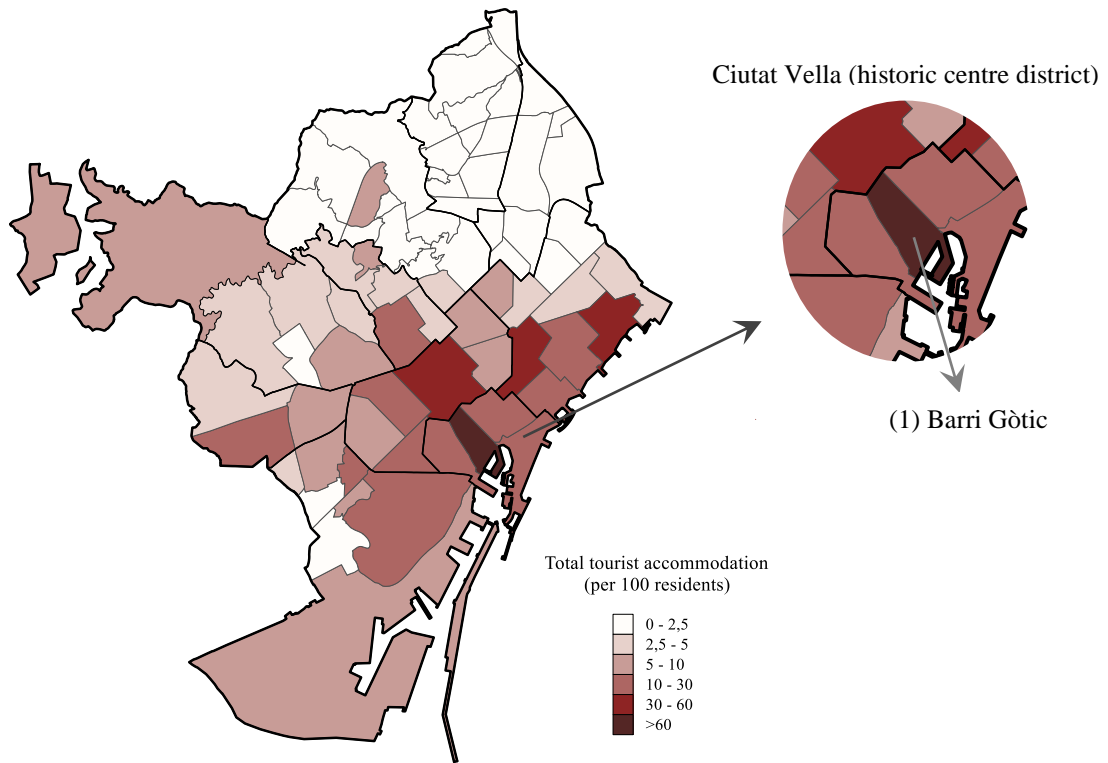 Ciutat Vella (historic centre district)
(1) Barri Gòtic
Total tourist accommodation
(per 100 residents)
0 - 2,5
2,5 - 5
5 - 10
10 - 30
30 - 60
>60